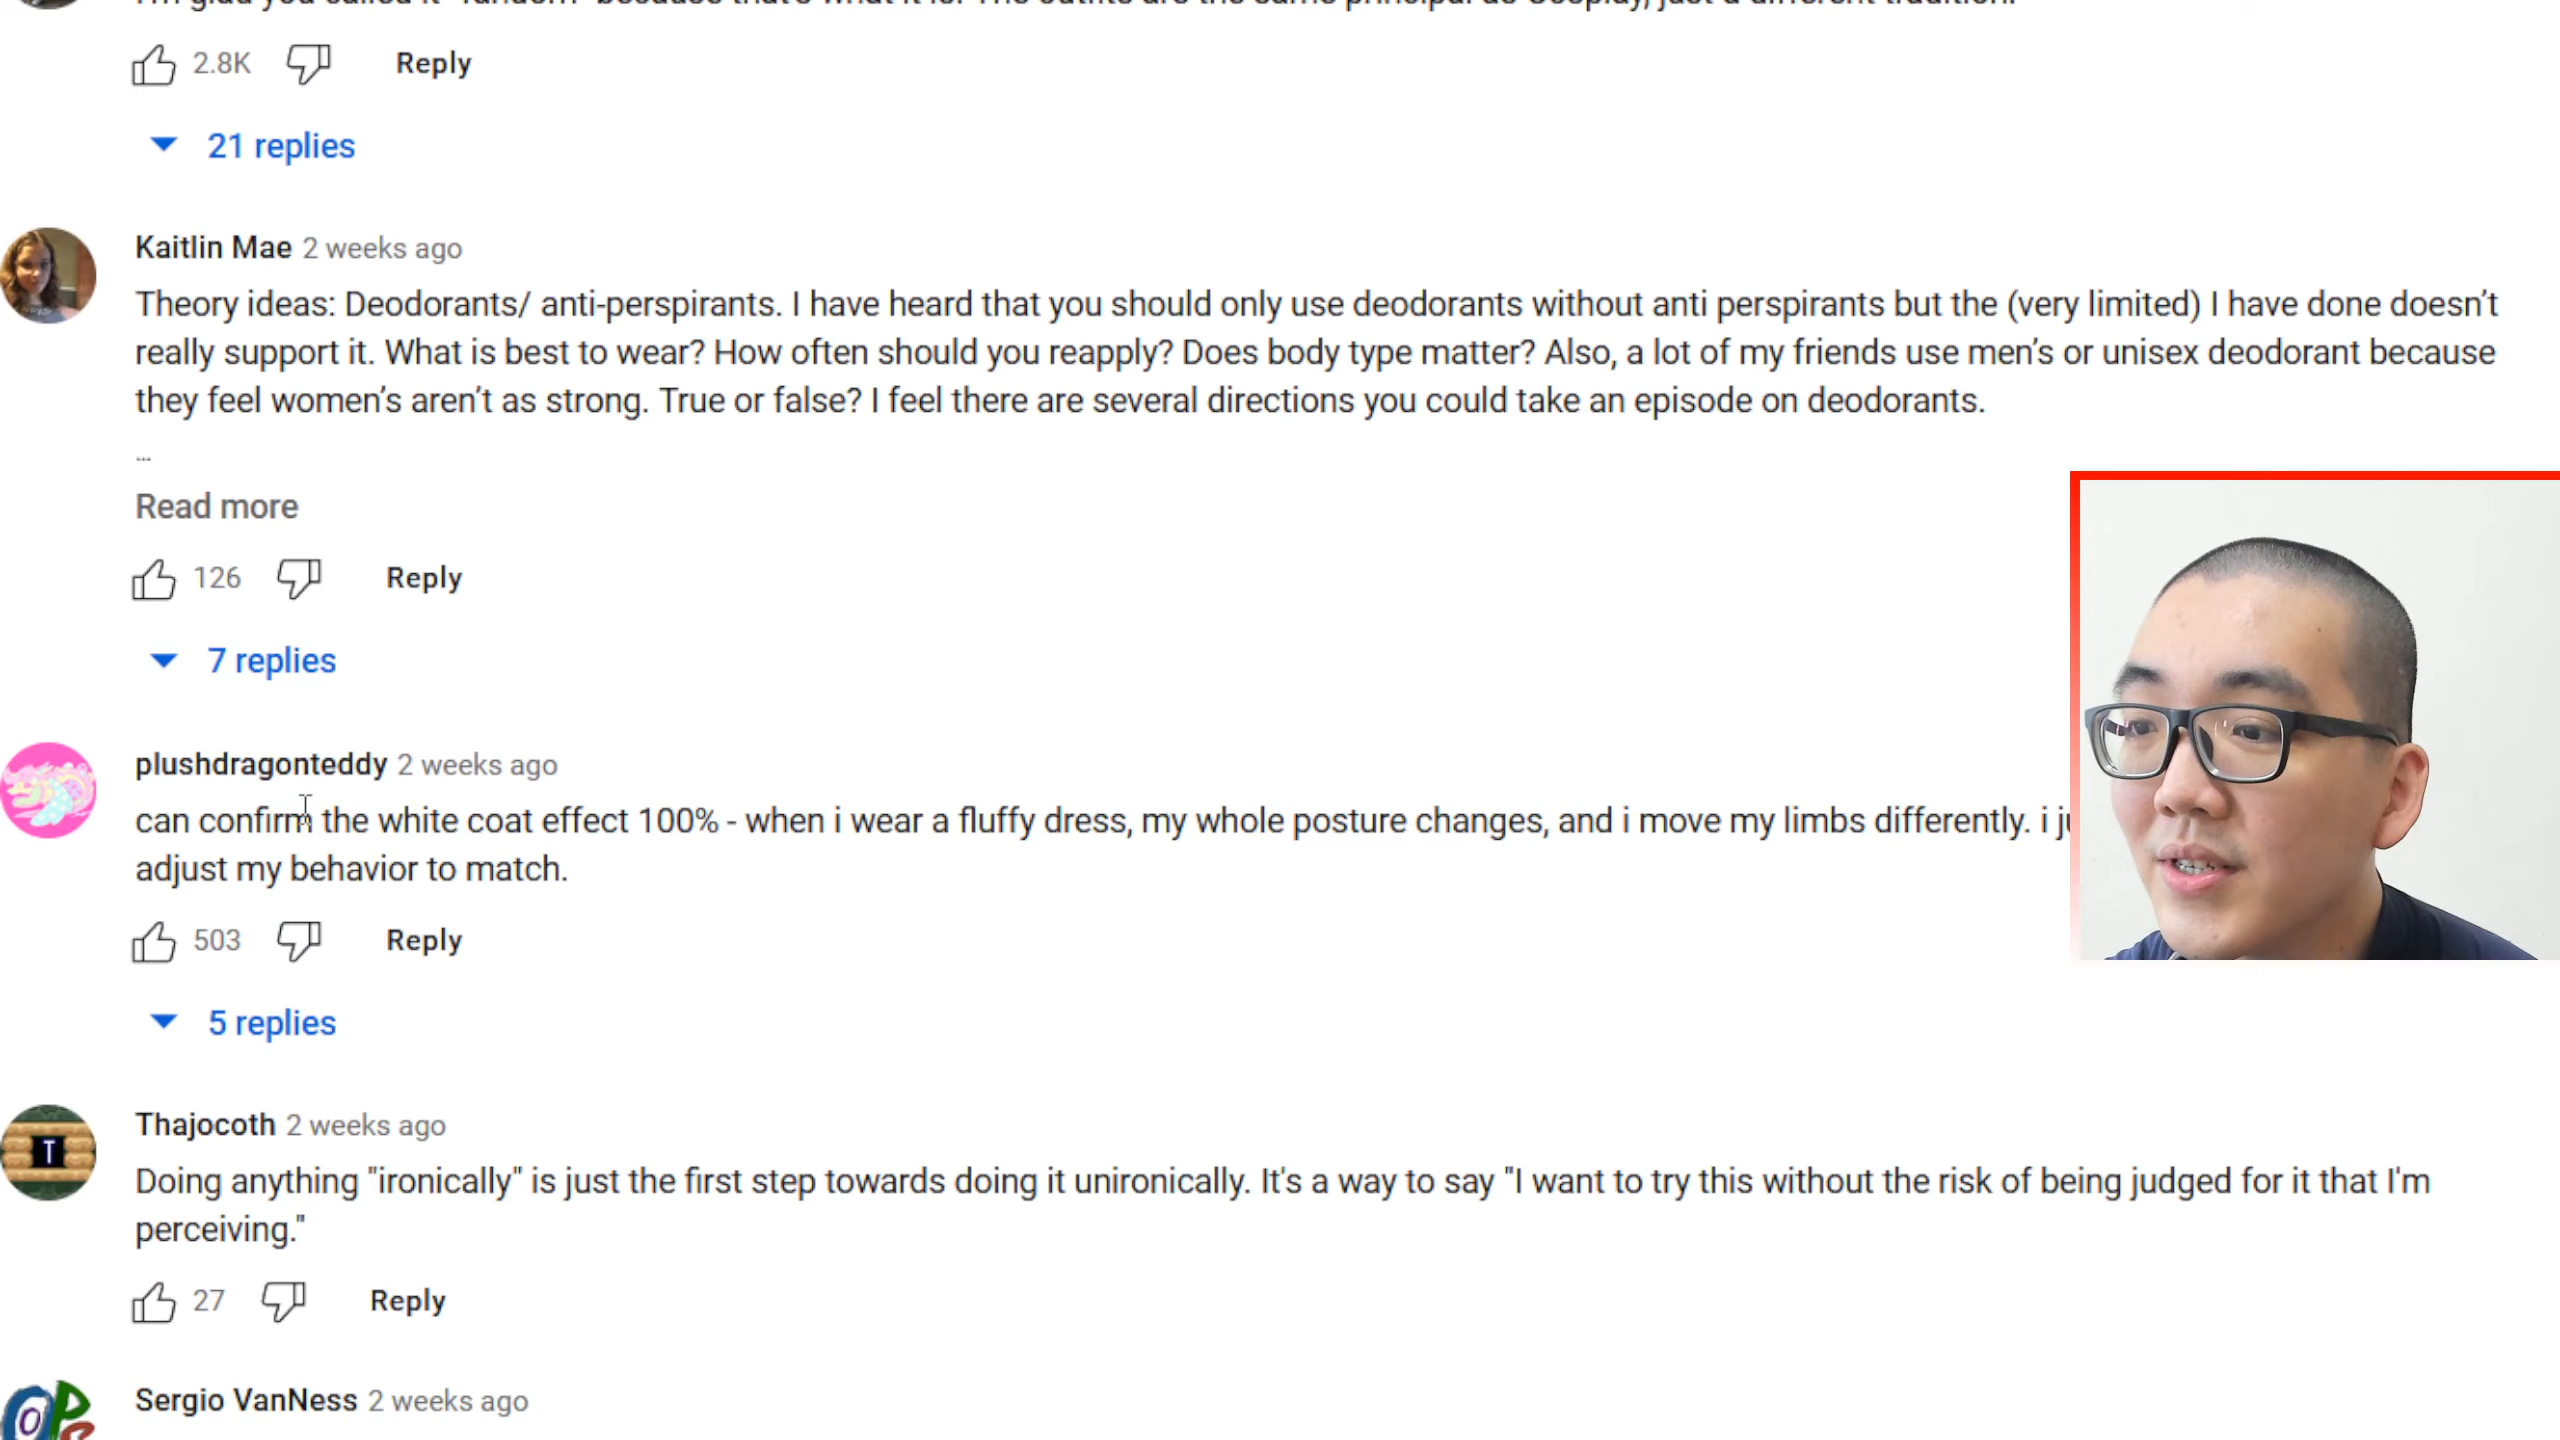 2.8K Reply
21 replies
Kaitlin Mae 2 weeks ago
Theory ideas: Deodorants/ anti-perspirants. I have heard that you should only use deodorants without anti perspirants but the (very limited) I have done doesn’t
really support it. What is best to wear? How often should you reapply? Does body type matter? Also, a lot of my friends use men’s or unisex deodorant because
they feel women’s aren’t as strong. True or false? I feel there are several directions you could take an episode on deodorants.
...
Read more
126 Reply
7 replies
plushdragonteddy 2 weeks ago
can confirm the white coat effect 100% - when i wear a fluffy dress, my whole posture changes, and i move my limbs differently. i
adjust my behavior to match.
503 Reply
5 replies
T
Thajocoth 2 weeks ago
Doing anything "ironically" is just the first step towards doing it unironically. It's a way to say "I want to try this without the risk of being judged for it that I'm
perceiving."
27 Reply
Sergio VanNess 2 weeks ago